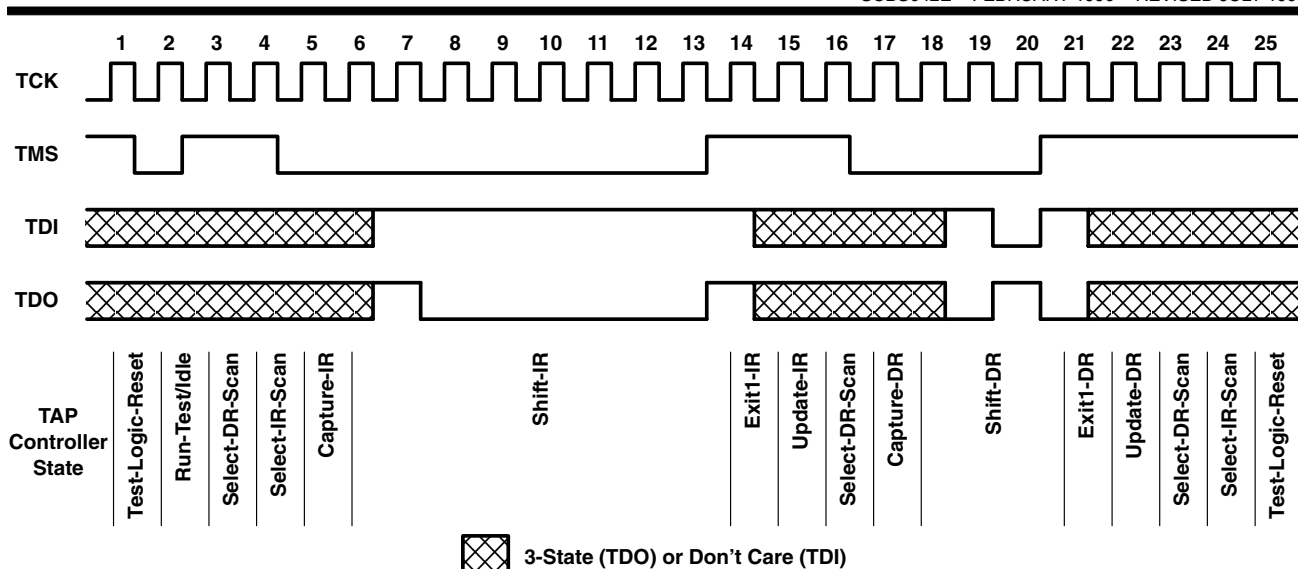 1 2 3 4 5 6 7 8 9 10 11 12 13 14 15 16 17 18 19 20 21 22 23 24 25
TCK
TMS
TDI
TDO
TAP
Controller
State
Test-Logic-Reset
Run-Test/Idle
Select-DR-Scan
Select-IR-Scan
Capture-IR
Shift-IR
Exit1-IR
Update-IR
Select-DR-Scan
Capture-DR
Shift-DR
Exit1-DR
Update-DR
Select-DR-Scan
Select-IR-Scan
Test-Logic-Reset
3-State (TDO) or Don't Care (TDI)